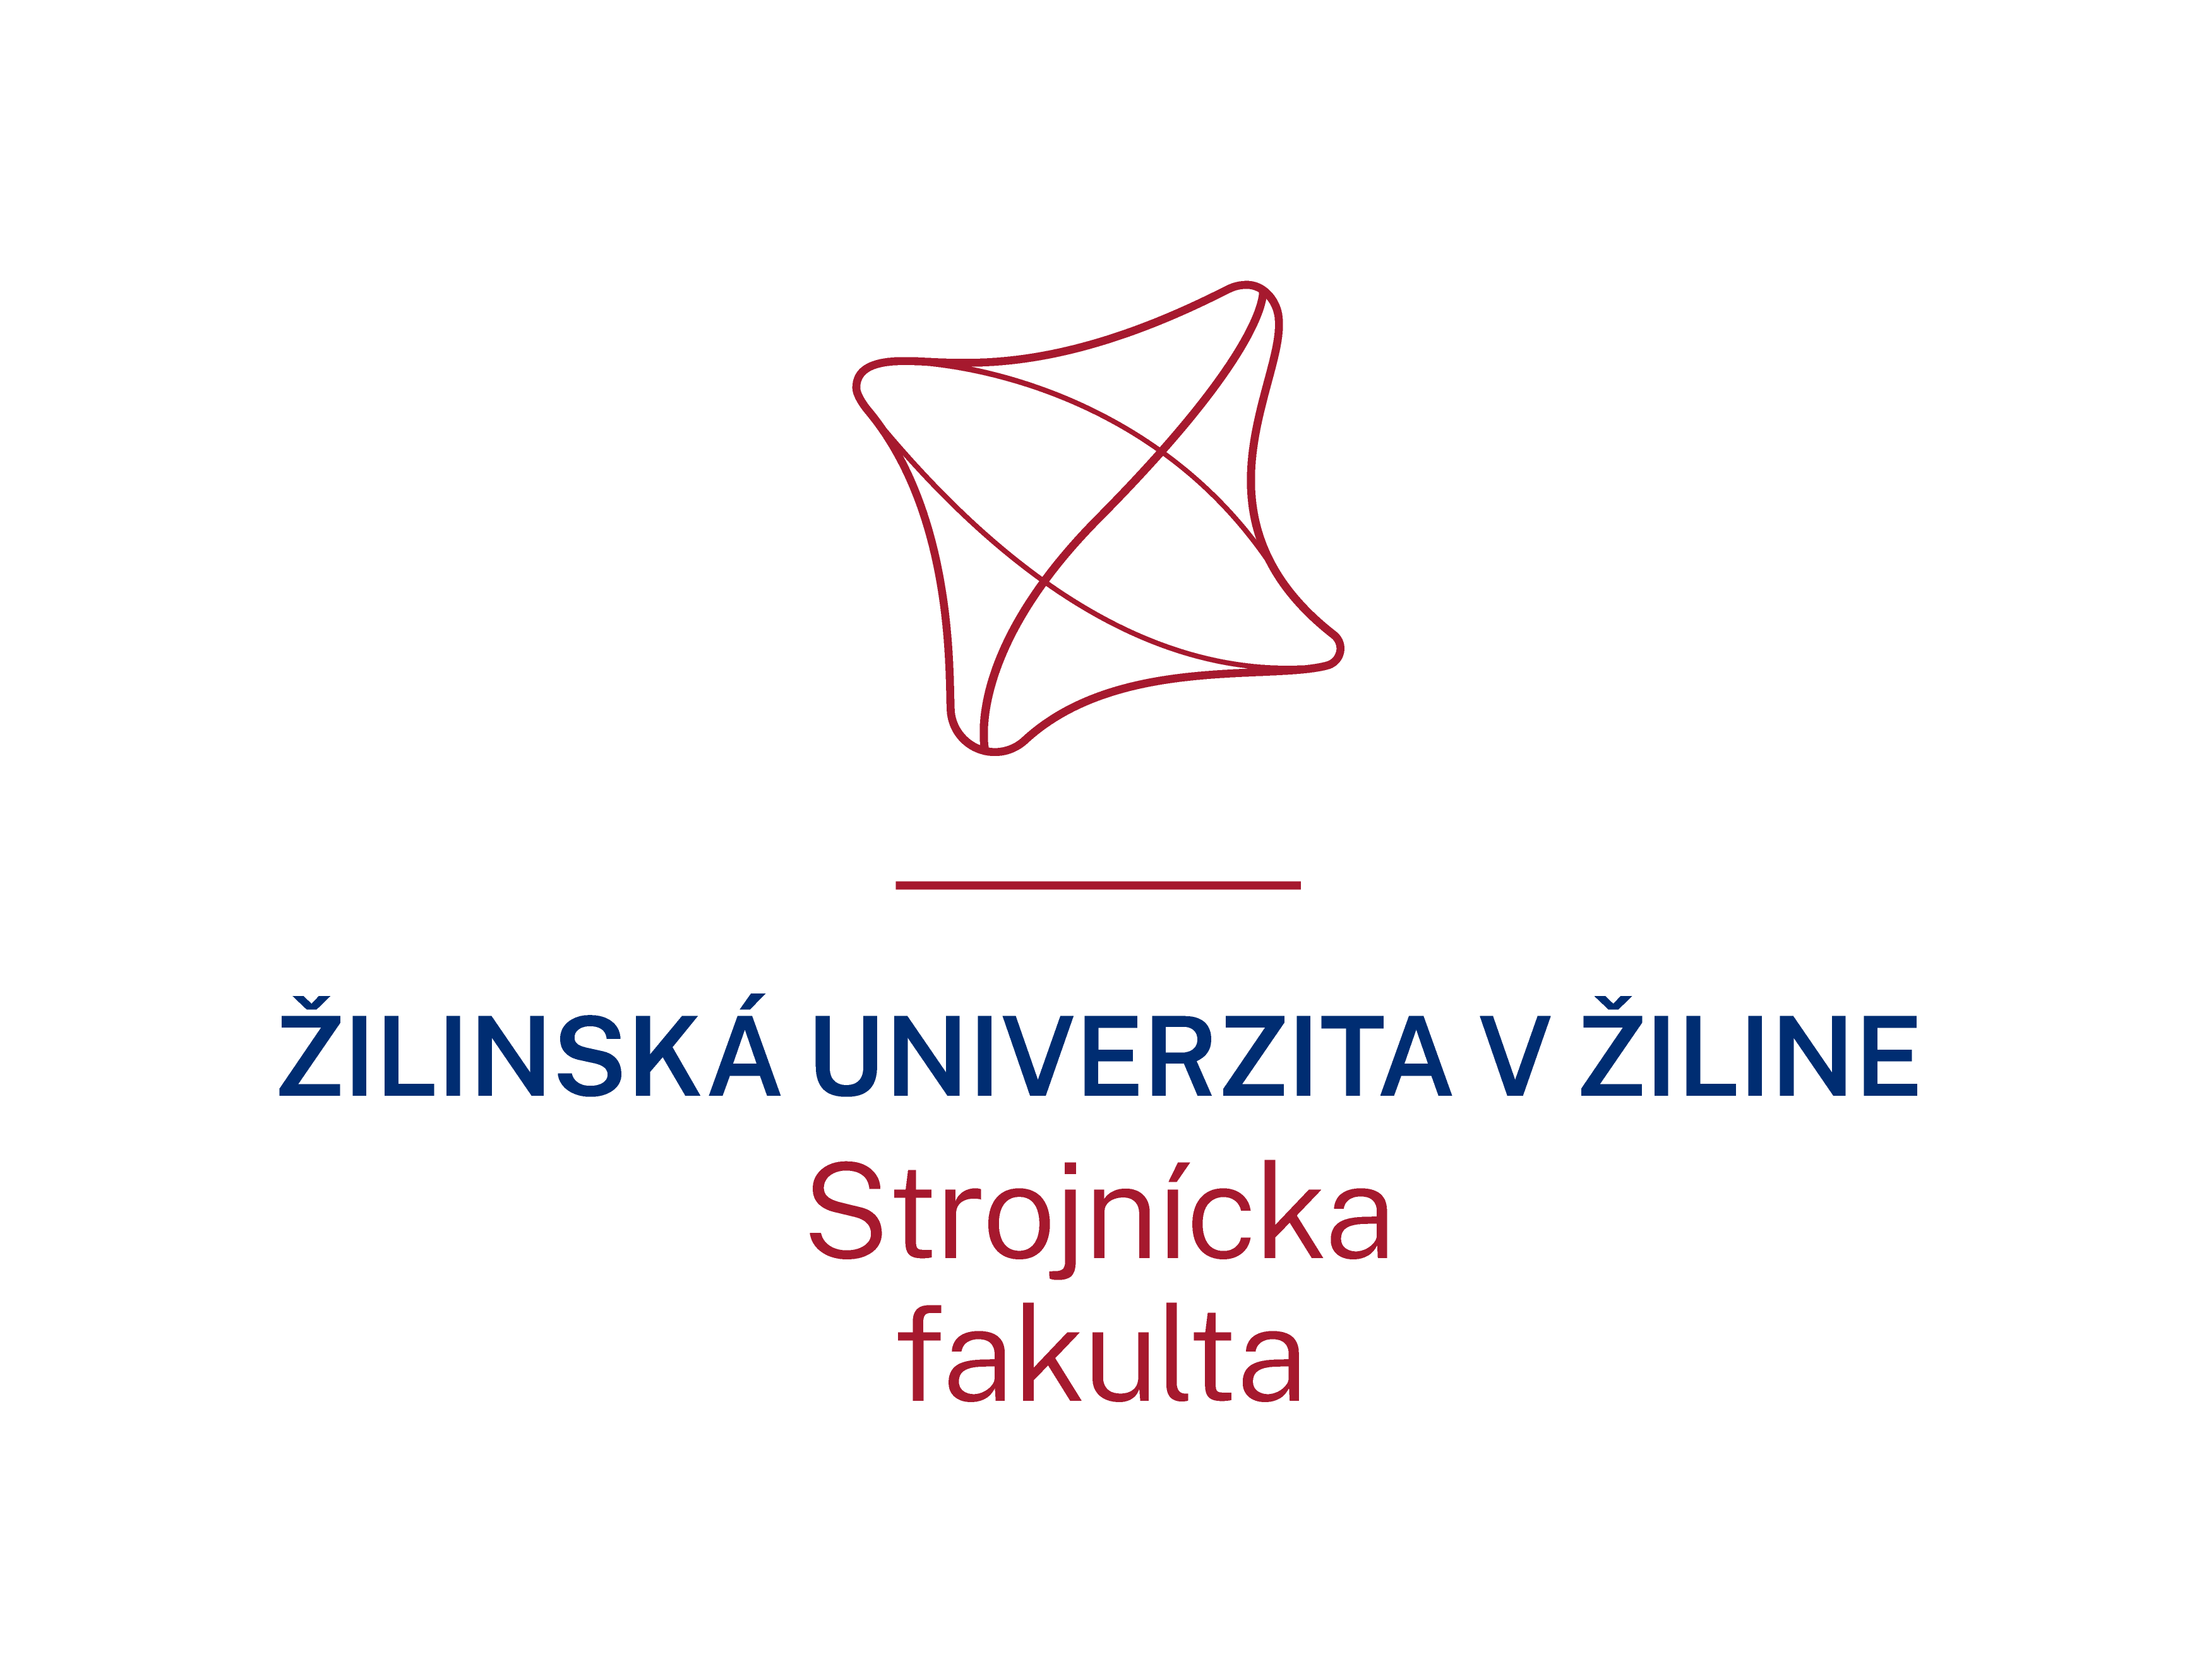 ŽILINSKÁ UNIVERZITA V ŽILINE
Strojnícka
fakulta